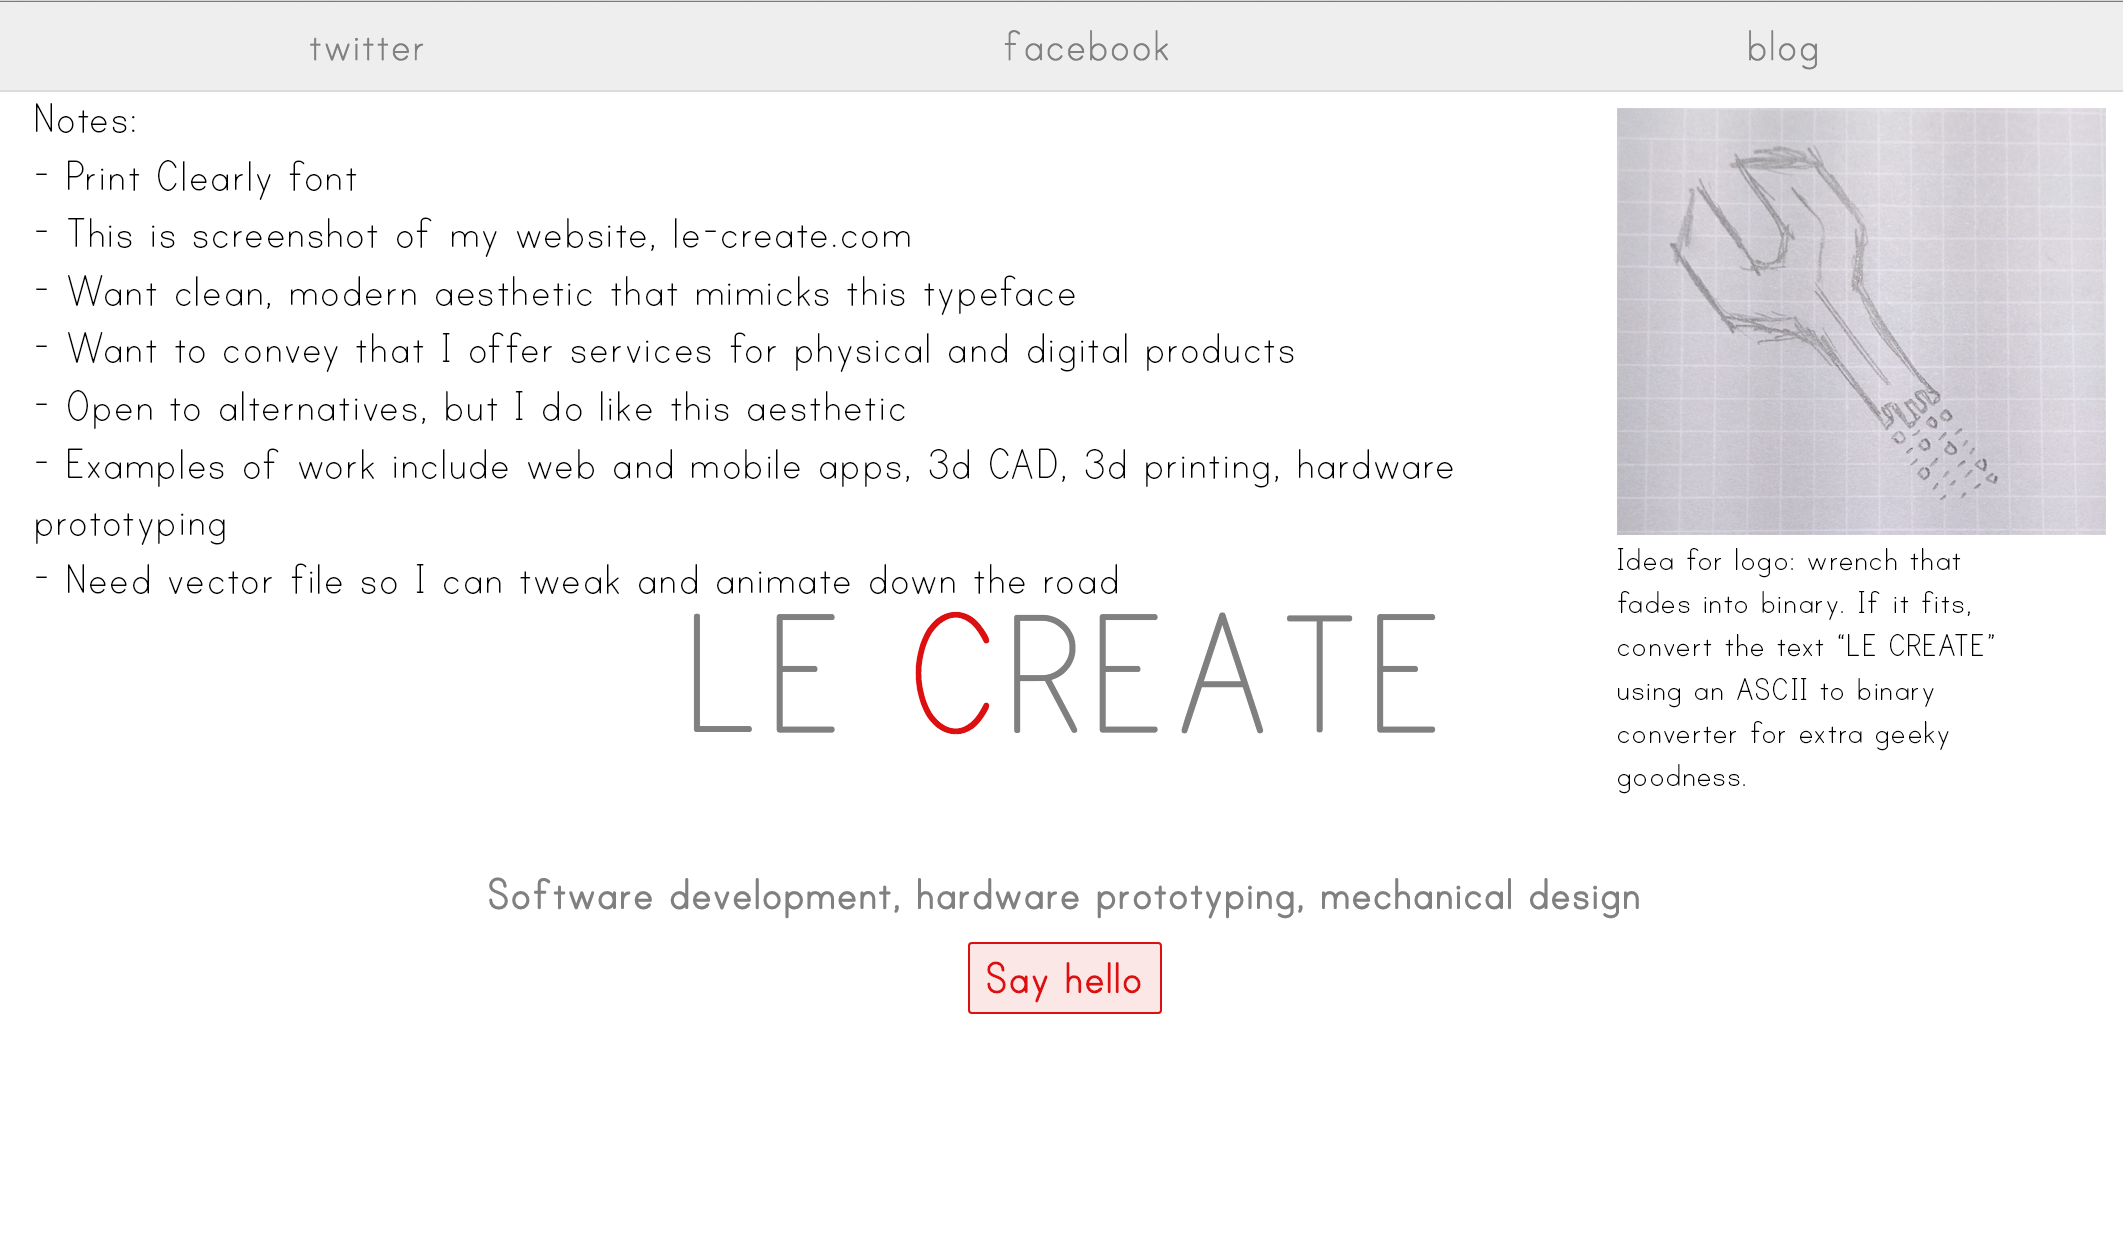 twitter facebook blog
Notes:
- Print Clearly font
- This is screenshot of my website, le-create.com
- Want clean, modern aesthetic that mimicks this typeface
- Want to convey that I offer services for physical and digital products
- Open to alternatives, but I do like this aesthetic
- Examples of work include web and mobile apps, 3d CAD, 3d printing, hardware
prototyping
- Need vector file so I can tweak and animate down the road
Idea for logo: wrench that
fades into binary. If it fits,
convert the text “LE CREATE”
using an ASCII to binary
converter for extra geeky
goodness.
LE CREATE
Software development, hardware prototyping, mechanical design
Say hello